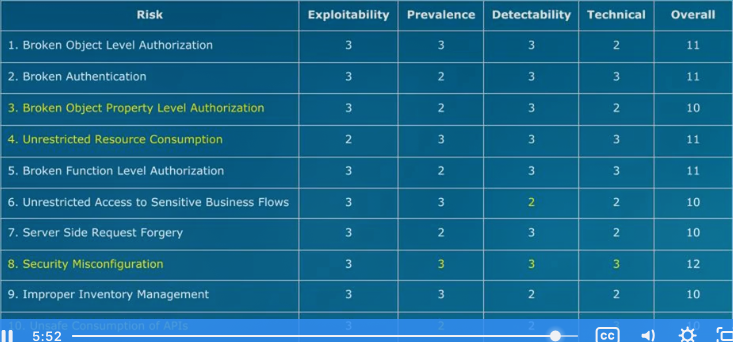 Risk Exploitability Prevalence Detectability Technical Overall
1. Broken Object Level Authorization 3 3 3 2 11
2. Broken Authentication 3 2 3 3 11
3. Broken Object Property Level Authorization 3 2 3 2 10
4. Unrestricted Resource Consumption 2 3 3 3 11
5. Broken Function Level Authorization 3 2 3 3 11
6. Unrestricted Access to Sensitive Business Flows 3 3 2 2 10
7. Server Side Request Forgery 3 2 3 2 10
8. Security Misconfiguration 3 3 3 3 12
9. Improper Inventory Management 3 3 2 2 10
10. Unsafe Consumption of APIs 3 2 2
5:52 CC